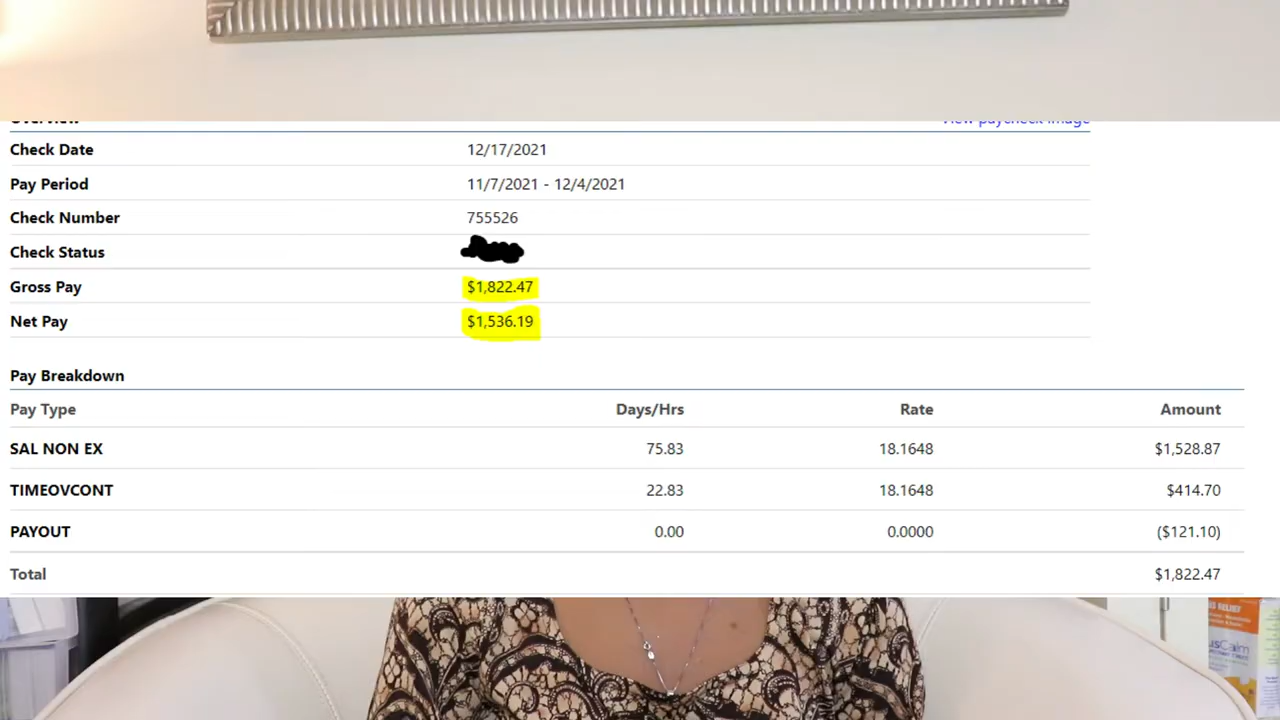 Check Date 12/17/2021
Pay Period 11/7/2021 - 12/4/2021
Check Number 755526
Check Status
Gross Pay $1,822.47
Net Pay $1,536.19
Pay Breakdown
Pay Type Days/Hrs Rate Amount
SAL NON EX 75.83 18.1648 $1,528.87
TIMEOVCONT 22.83 18.1648 $414.70
PAYOUT 0.00 0.0000 ($121.10)
Total $1,822.47
RELIEF
Calm